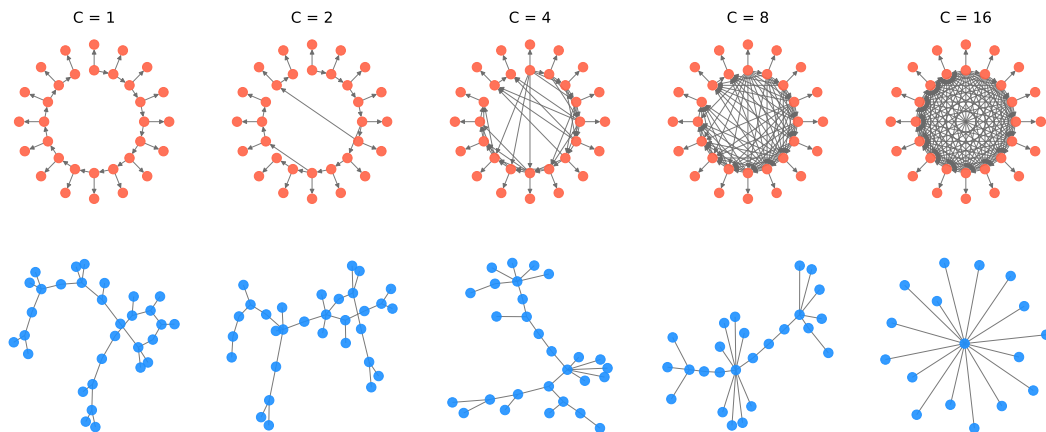 C = 1 C = 2 C = 4 C = 8 C = 16